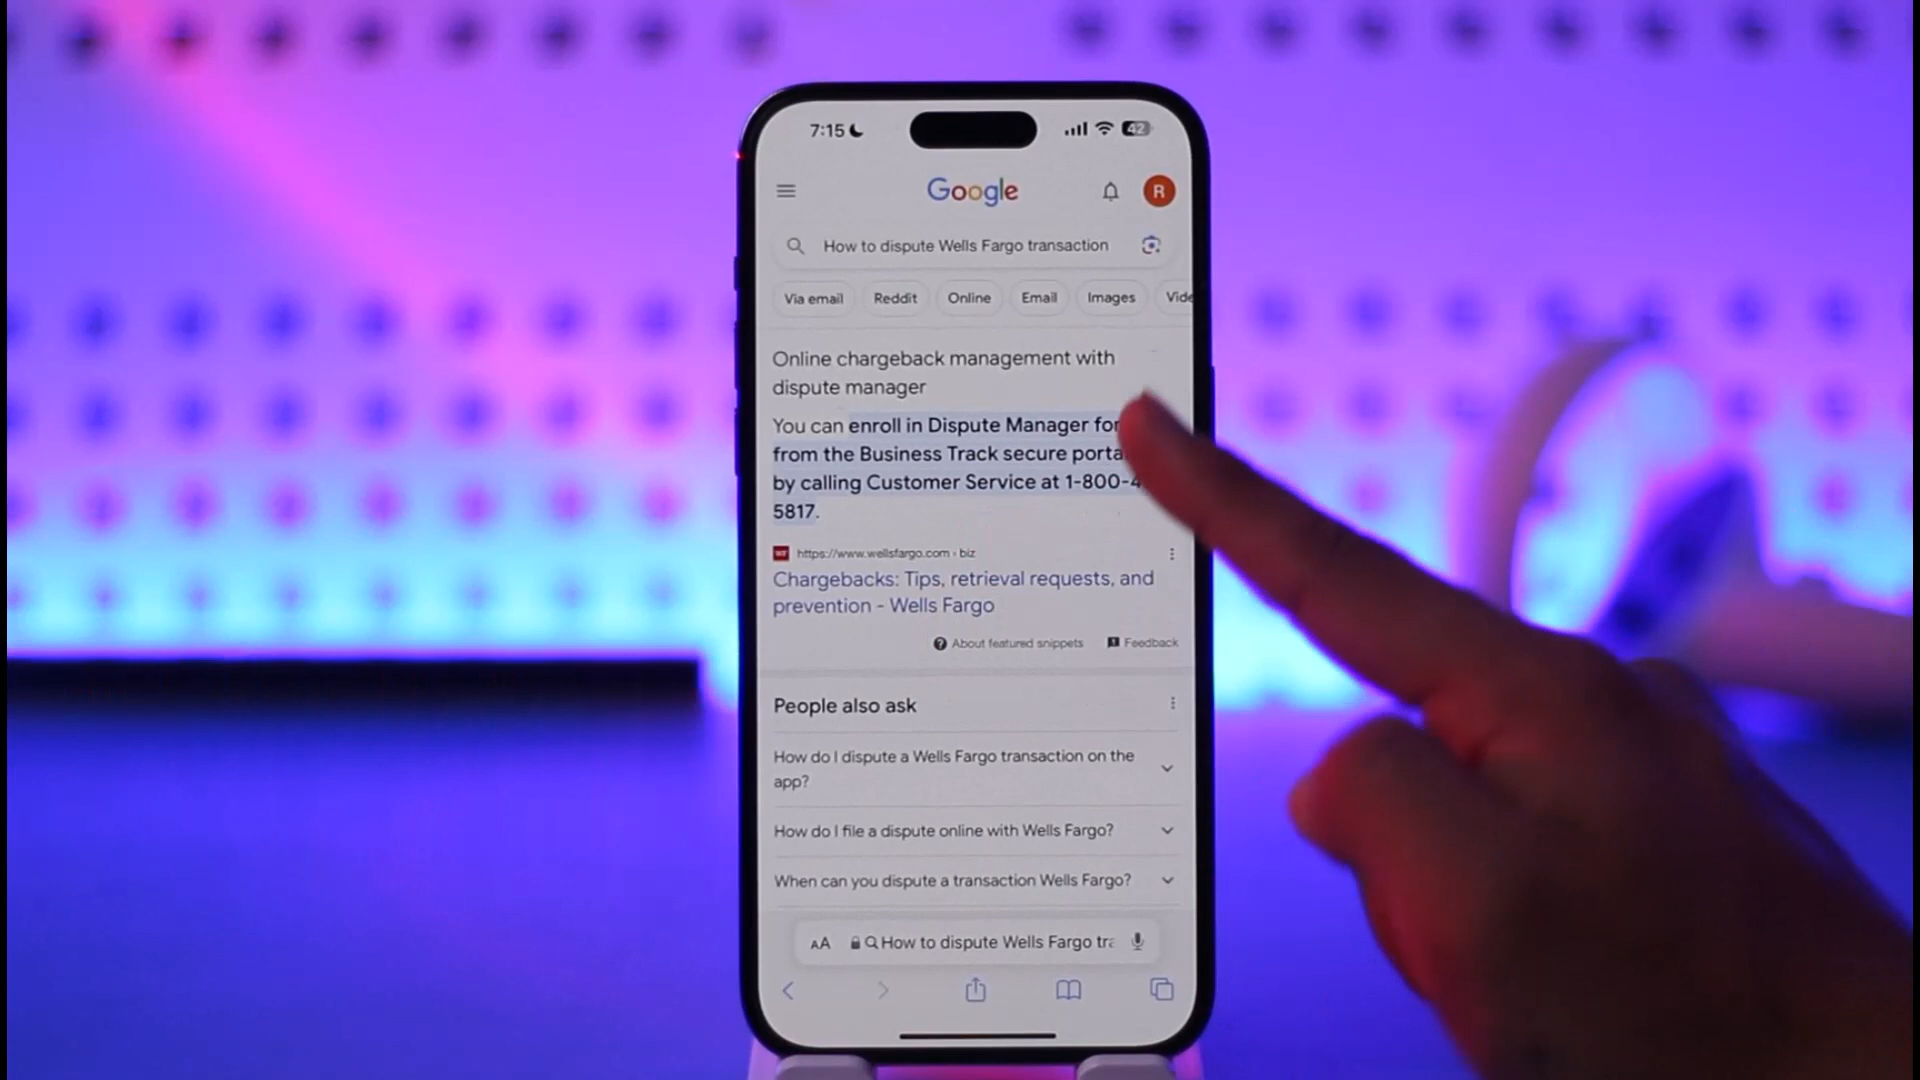 7:15
42
Google
R
How to dispute Wells Fargo transaction
Via email Reddit Online Email Images Vide
Online chargeback management with
dispute manager
You can enroll in Dispute Manager for
from the Business Track secure porta
by calling Customer Service at 1-800-4
5817.
WF https://www.wellsfargo.com › biz
Chargebacks: Tips, retrieval requests, and
prevention - Wells Fargo
About featured snippets Feedback
People also ask
How do I dispute a Wells Fargo transaction on the
app?
How do I file a dispute online with Wells Fargo?
When can you dispute a transaction Wells Fargo?
AA How to dispute Wells Fargo tra